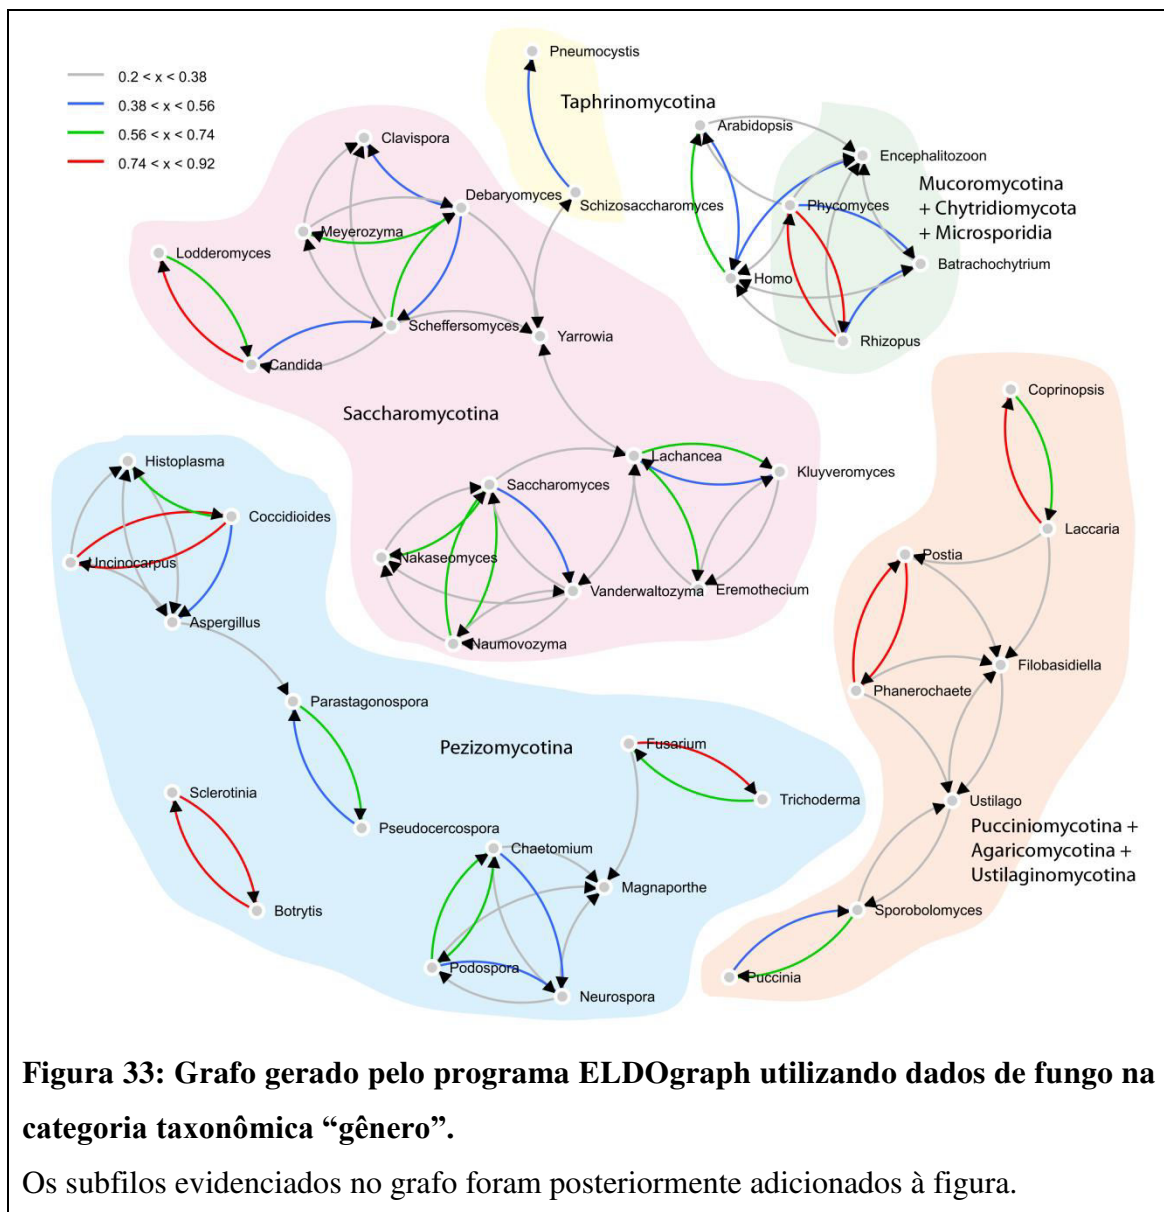 0.2 < x < 0.38
0.38 < x < 0.56
0.56 < x < 0.74
0.74 < x < 0.92
Pneumocystis
Taphrinomycotina
Schizosaccharomyces
Arabidopsis
Encephalitozoon
Phycomyces
Mucoromycotina
+ Chytridiomycota
+ Microsporidia
Homo
Batrachochytrium
Rhizopus
Clavispora
Debaryomyces
Meyerozyma
Lodderomyces
Scheffersomyces
Yarrowia
Candida
Saccharomycotina
Lachancea
Kluyveromyces
Saccharomyces
Nakaseomyces
Vanderwaltozyma
Eremothecium
Naumovozyma
Coprinopsis
Laccaria
Postia
Filobasidiella
Phanerochaete
Ustilago
Pucciniomycotina +
Agaricomycotina +
Ustilaginomycotina
Sporobolomyces
Puccinia
Histoplasma
Coccidioides
Uncinocarpus
Aspergillus
Parastagonospora
Pezizomycotina
Fusarium
Trichoderma
Sclerotinia
Pseudocercospora
Chaetomium
Magnaporthe
Botrytis
Podospora
Neurospora
Figura 33: Grafo gerado pelo programa ELDOgraph utilizando dados de fungo na
categoria taxonômica “gênero”.
Os subfilos evidenciados no grafo foram posteriormente adicionados à figura.